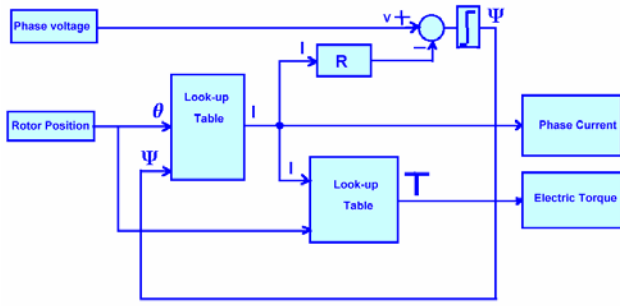 Phase voltage
V
+
Ψ
−
I
R
Look-up
Table
θ
I
Rotor Position
Phase Current
Ψ
I
Look-up
Table
T
Electric Torque